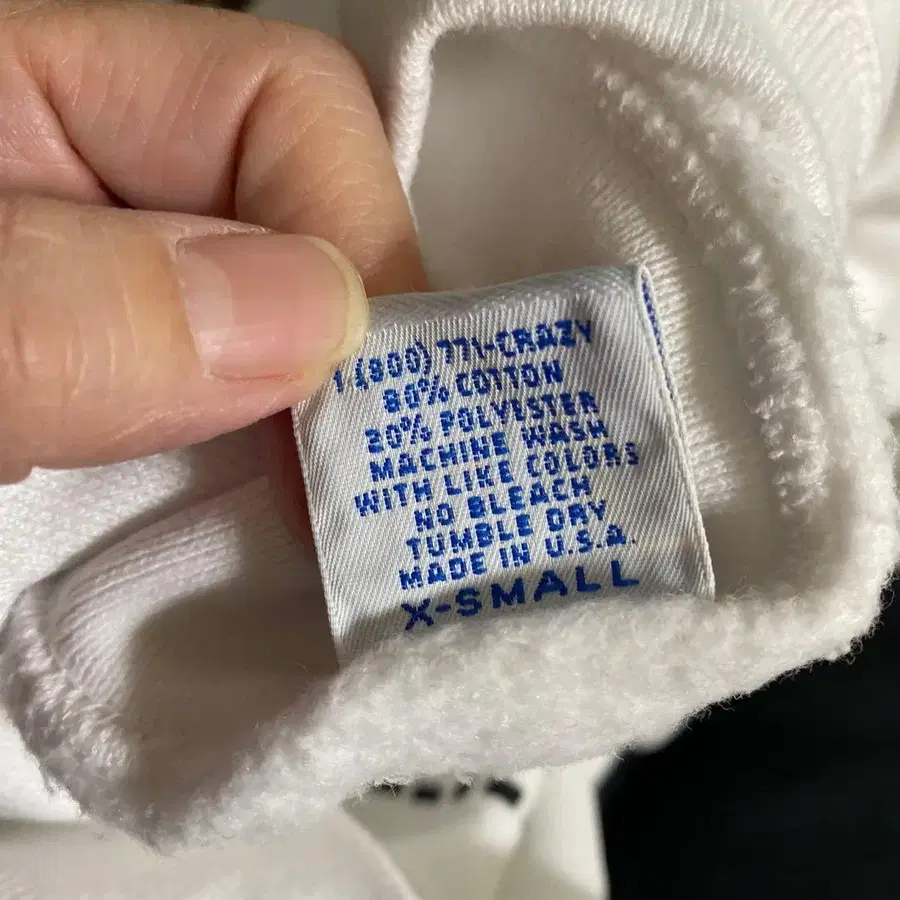 1 (800) 771-CRAZY
80% COTTON
20% POLYESTER
MACHINE WASH
WITH LIKE COLORS
NO BLEACH
TUMBLE DRY
MADE IN U.S.A.
X-SMALL